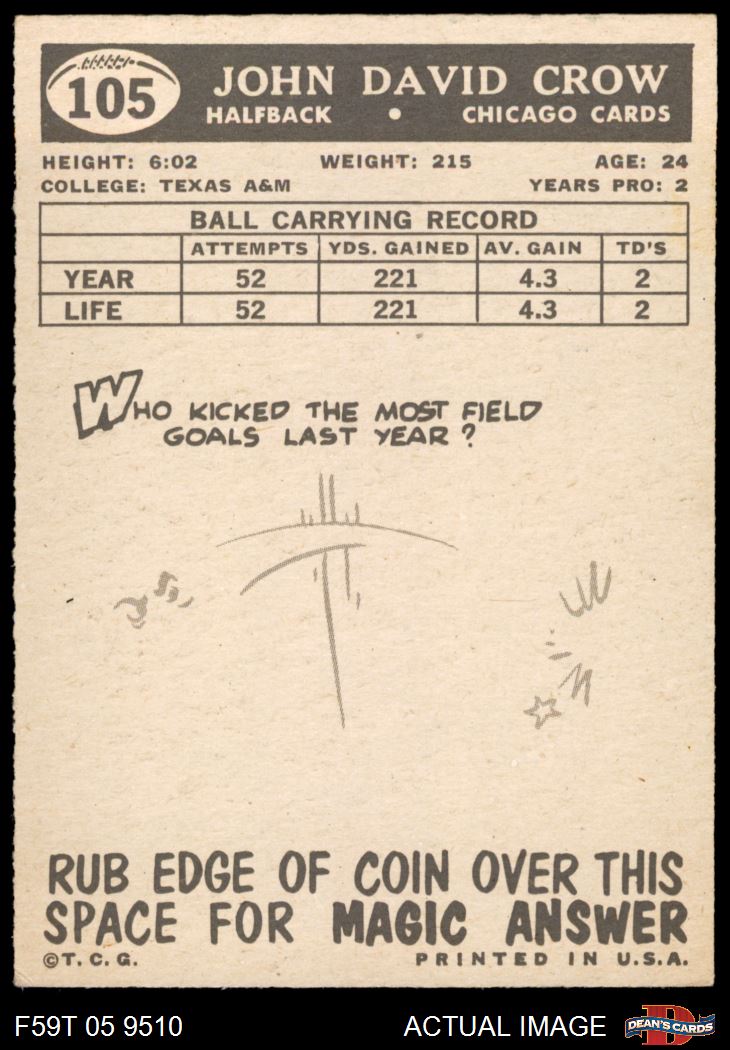 105
JOHN DAVID CROW
HALFBACK • CHICAGO CARDS
HEIGHT: 6:02 WEIGHT: 215 AGE: 24
COLLEGE: TEXAS A&M YEARS PRO: 2
BALL CARRYING RECORD
ATTEMPTS YDS. GAINED AV. GAIN TD'S
YEAR 52 221 4.3 2
LIFE 52 221 4.3 2
WHO KICKED THE MOST FIELD
GOALS LAST YEAR?
RUB EDGE OF COIN OVER THIS
SPACE FOR MAGIC ANSWER
©T.C.G. PRINTED IN U.S.A.
F59T 05 9510 ACTUAL IMAGE D DEAN'S CARDS